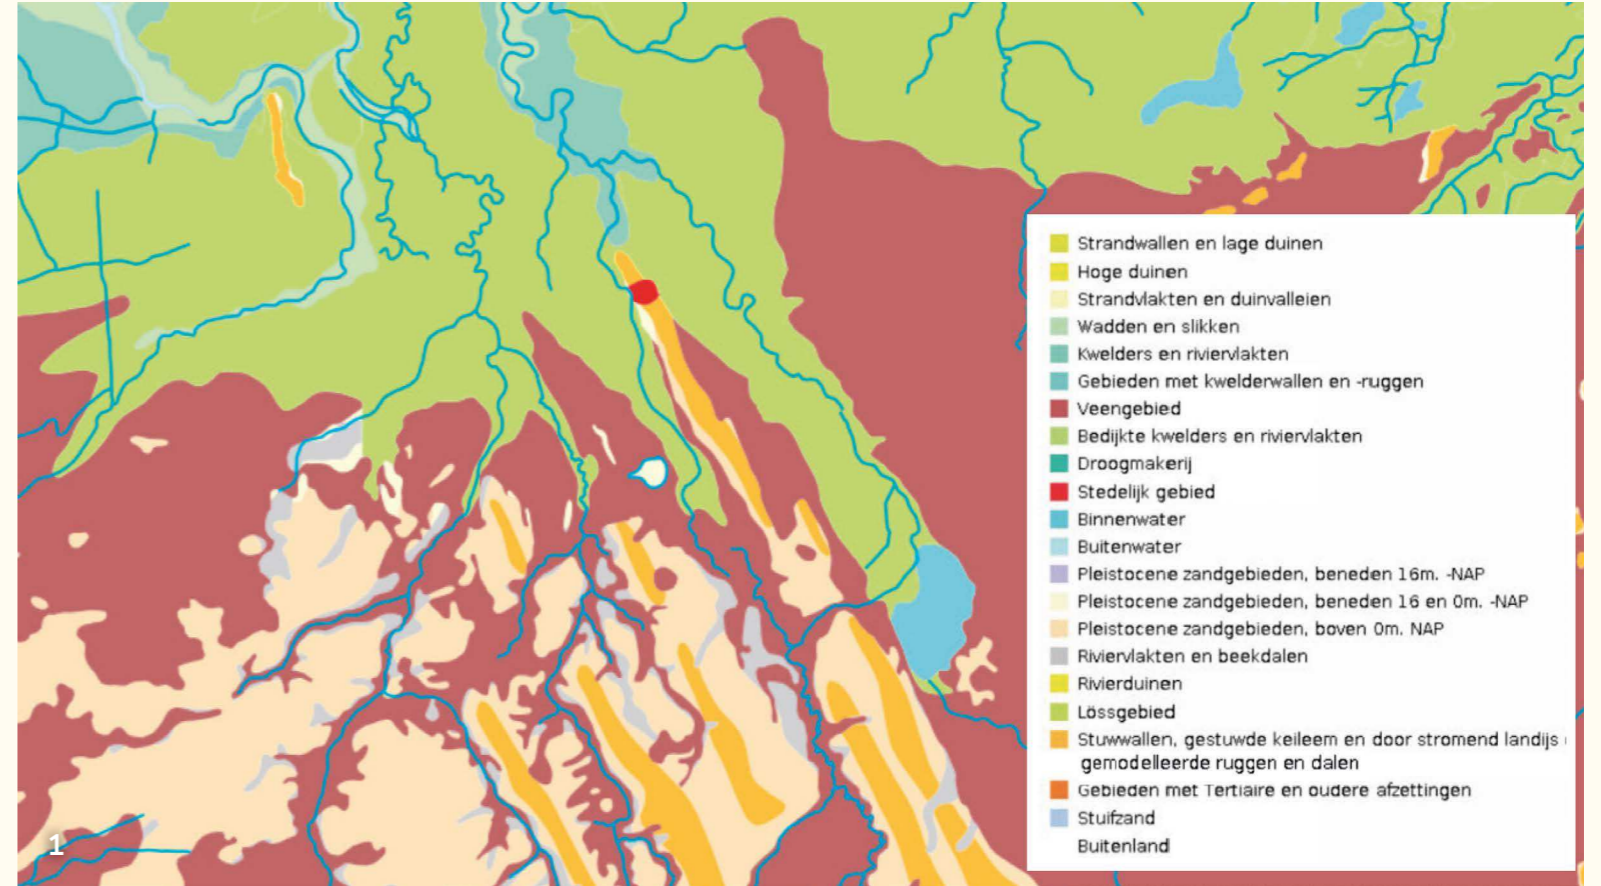 Strandwallen en lage duinen
Hoge duinen
Strandvlakten en duinvalleien
Wadden en slikken
Kwelders en riviervlakten
Gebieden met kwelderwallen en -ruggen
Veengebied
Bedijkte kwelders en riviervlakten
Droogmakerij
Stedelijk gebied
Binnenwater
Buitenwater
Pleistocene zandgebieden, beneden 16m. -NAP
Pleistocene zandgebieden, beneden 16 en 0m. -NAP
Pleistocene zandgebieden, boven 0m. NAP
Riviervlakten en beekdalen
Rivierduinen
Lössgebied
Stuwwallen, gestuwde keileem en door stromend landijs
gemodelleerde ruggen en dalen
Gebieden met Tertiaire en oudere afzettingen
Stuifzand
Buitenland
1